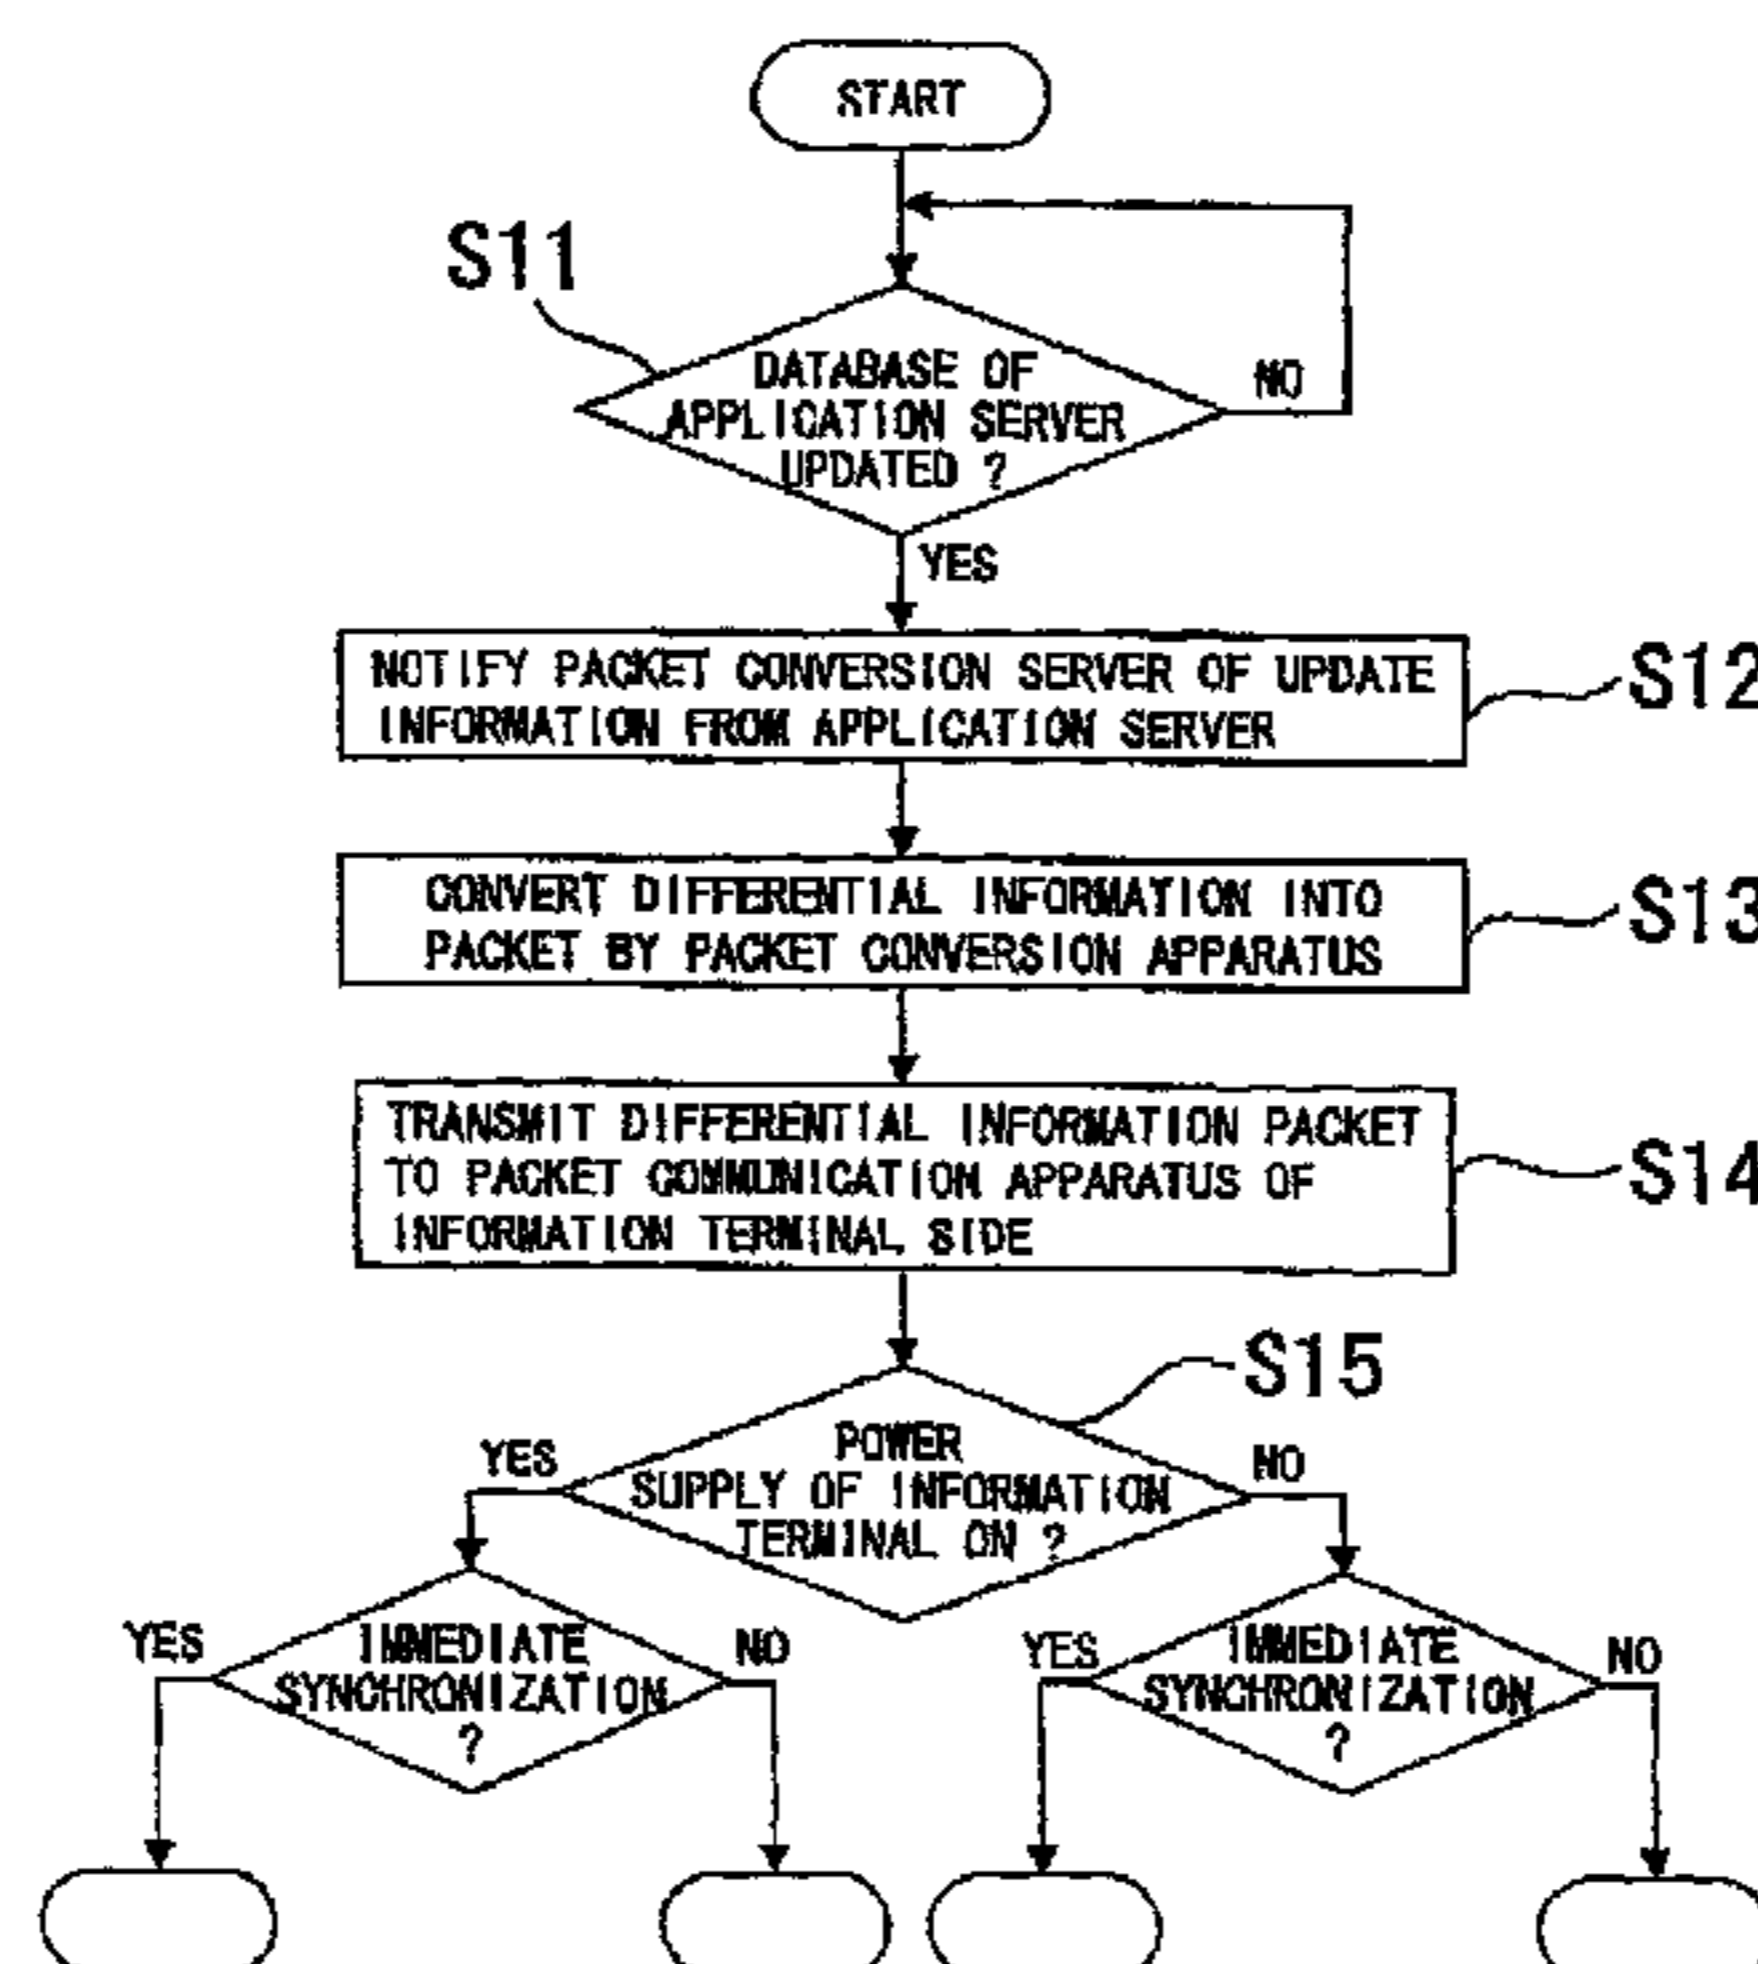 START
S11
DATABASE OF
APPLICATION SERVER
UPDATED ?
NO
YES
NOTIFY PACKET CONVERSION SERVER OF UPDATE
INFORMATION FROM APPLICATION SERVER
S12
CONVERT DIFFERENTIAL INFORMATION INTO
PACKET BY PACKET CONVERSION APPARATUS
S13
TRANSMIT DIFFERENTIAL INFORMATION PACKET
TO PACKET COMMUNICATION APPARATUS OF
INFORMATION TERMINAL SIDE
S14
S15
POWER
SUPPLY OF INFORMATION
TERMINAL ON ?
YES
NO
IMMEDIATE
SYNCHRONIZATION
?
YES
NO
IMMEDIATE
SYNCHRONIZATION
?
YES
NO